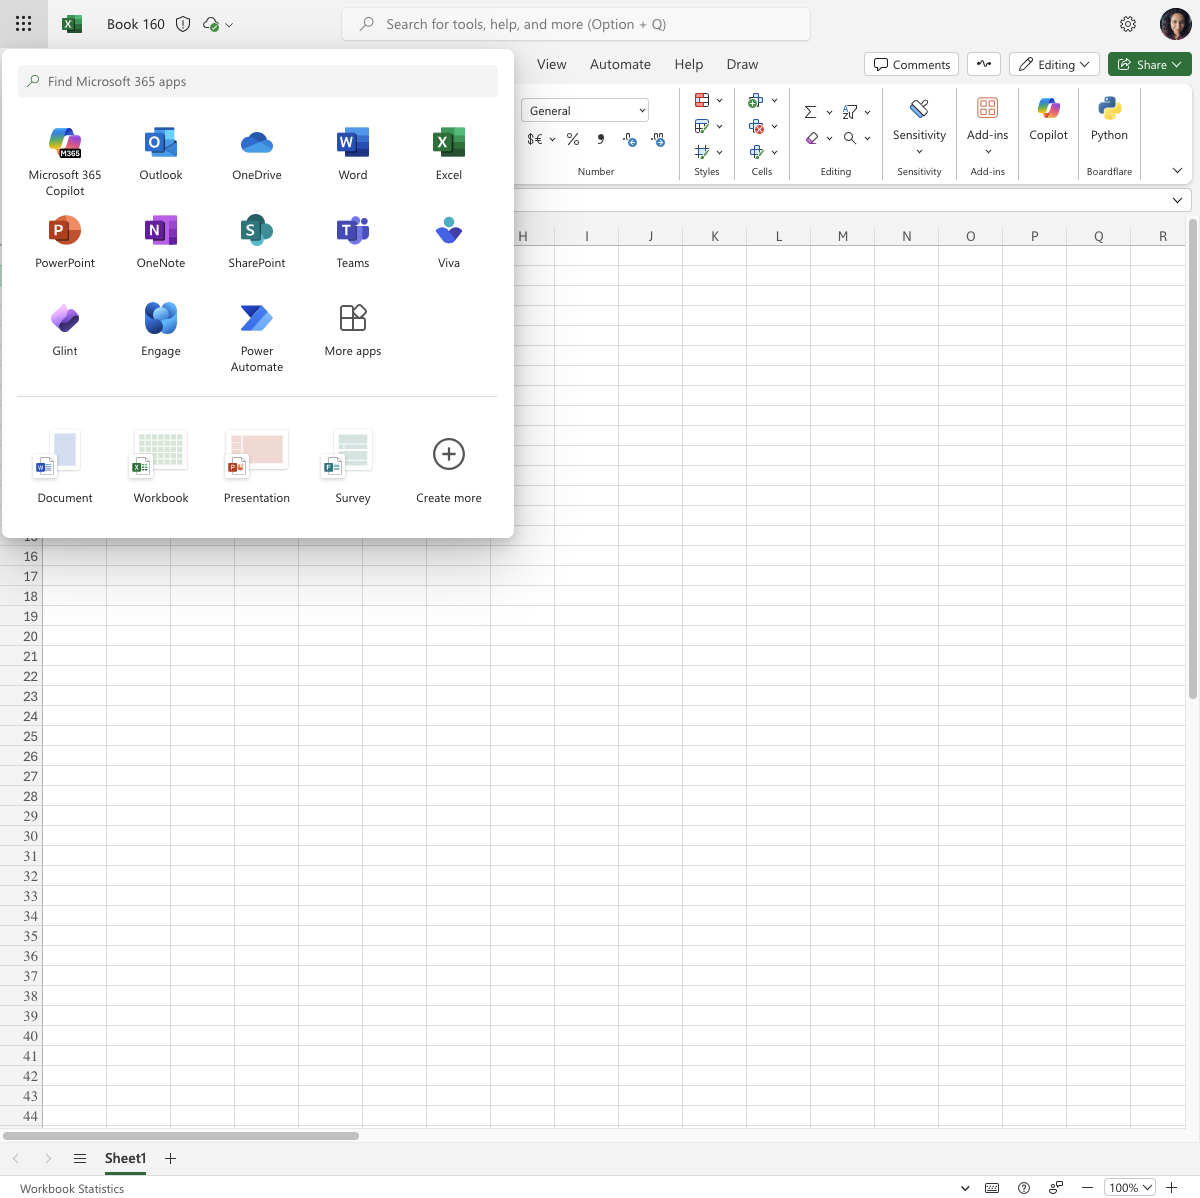 Book 160
Search for tools, help, and more (Option + Q)
Find Microsoft 365 apps
M365
Microsoft 365
Copilot
Outlook
OneDrive
Word
Excel
PowerPoint
OneNote
SharePoint
Teams
Viva
Glint
Engage
Power
Automate
More apps
Document
Workbook
Presentation
Survey
Create more
View
Automate
Help
Draw
Comments
Editing
Share
General
$€
%
Number
Styles
Cells
Editing
Sensitivity
Sensitivity
Add-ins
Add-ins
Copilot
Python
Boardflare
H I J K L M N O P Q R
16
17
18
19
20
21
22
23
24
25
26
27
28
29
30
31
32
33
34
35
36
37
38
39
40
41
42
43
44
Sheet1
Workbook Statistics
100%